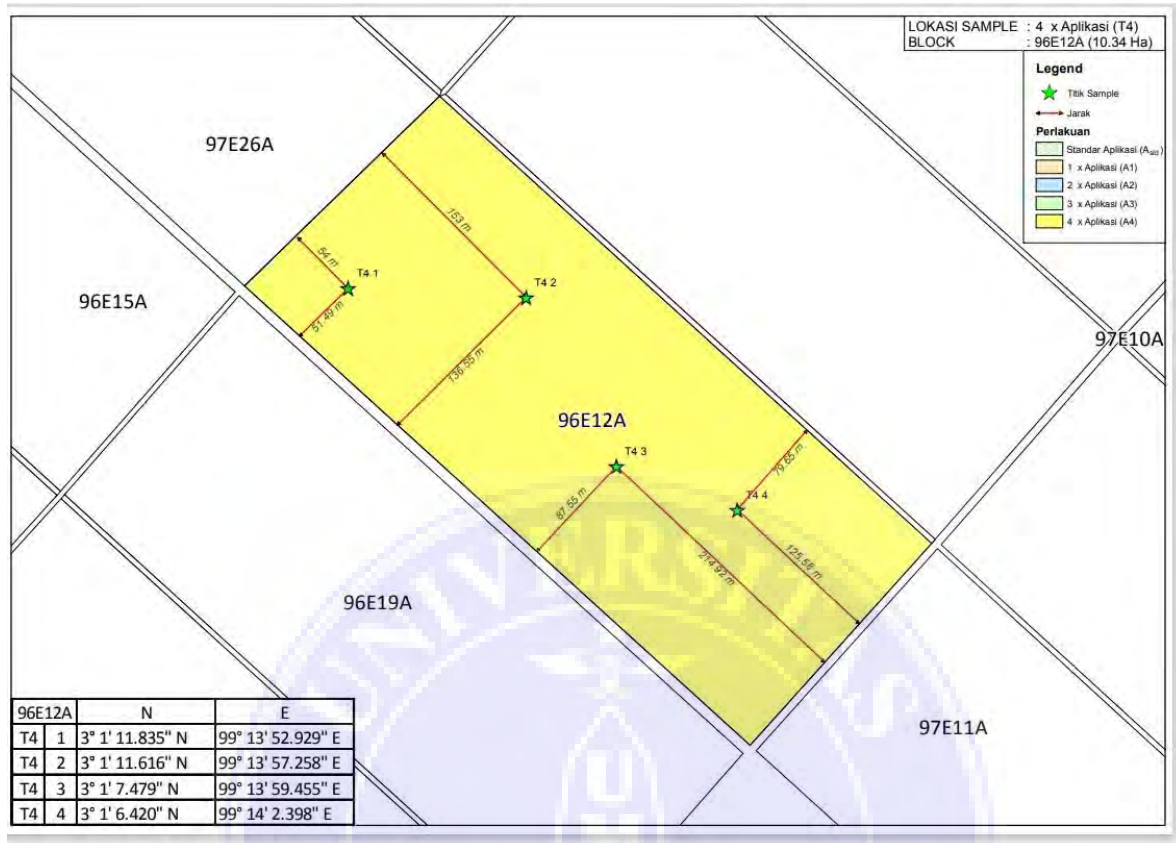 LOKASI SAMPLE : 4 x Aplikasi (T4)
BLOCK : 96E12A (10.34 Ha)
Legend
Titik Sample
Jarak
Perlakuan
Standar Aplikasi (Astd)
1 x Aplikasi (A1)
2 x Aplikasi (A2)
3 x Aplikasi (A3)
4 x Aplikasi (A4)
97E26A
153 m
54 m
T4 1
T4 2
96E15A
51.49 m
97E10A
136.55 m
96E12A
T4 3
79.65 m
T4 4
87.55 m
125.58 m
214.92 m
96E19A
97E11A
UNIVERSITAS
96E12A N E
T4 1 3° 1' 11.835" N 99° 13' 52.929" E
T4 2 3° 1' 11.616" N 99° 13' 57.258" E
T4 3 3° 1' 7.479" N 99° 13' 59.455" E
T4 4 3° 1' 6.420" N 99° 14' 2.398" E